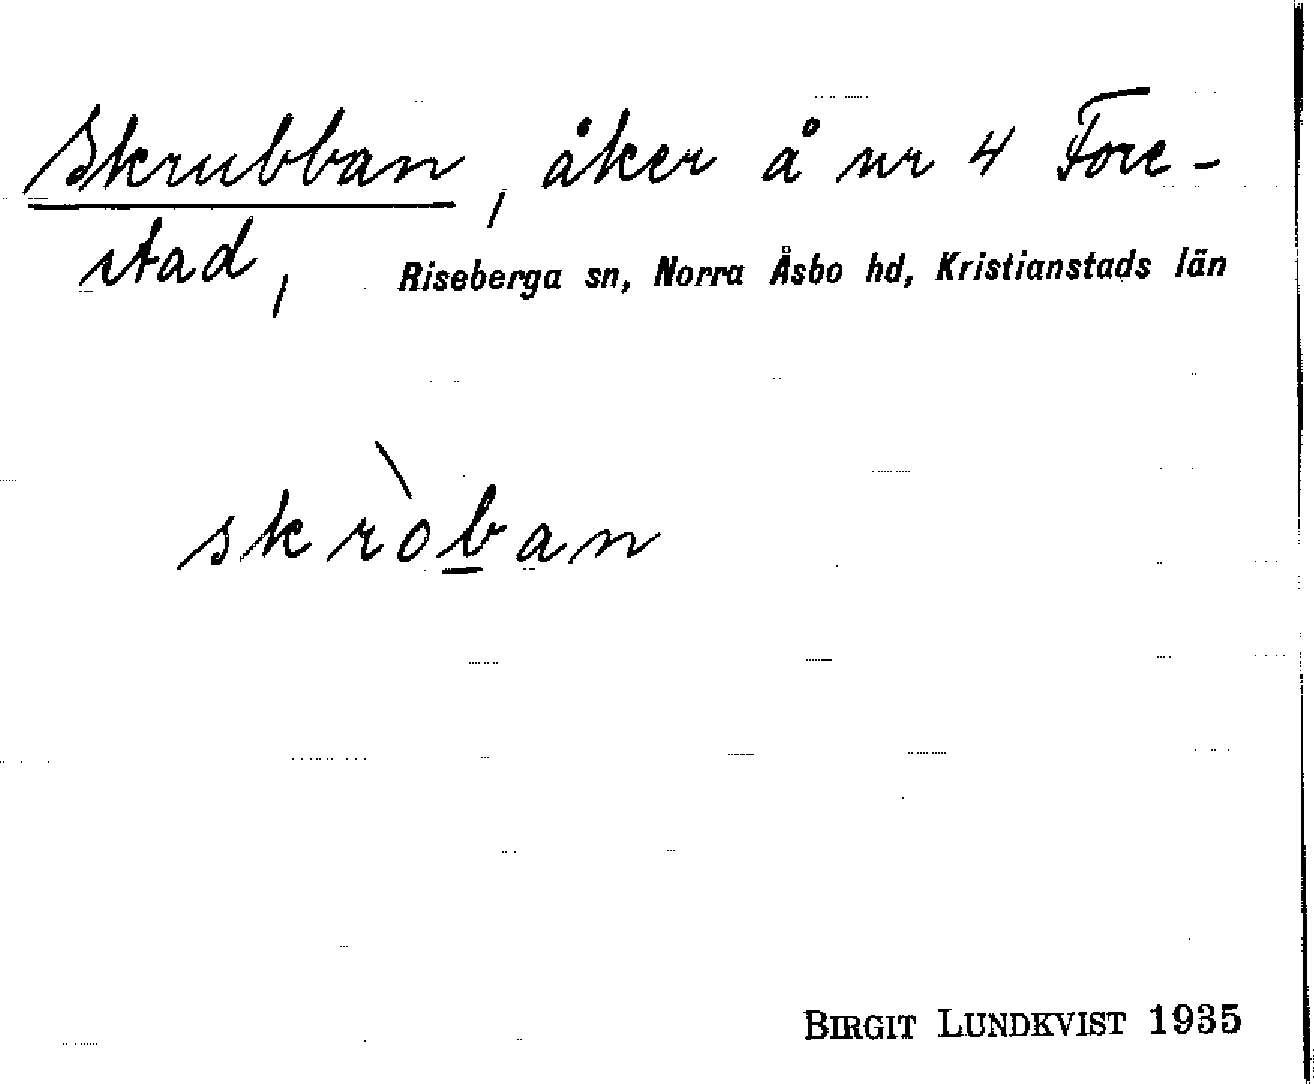 Skrubban, åker å nr 4 Fore-
stad, Riseberga sn, Norra Åsbo hd, Kristianstads län
skròban
BIRGIT LUNDKVIST 1935